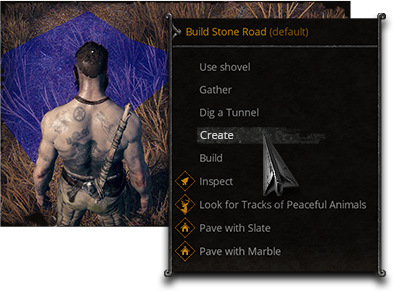 Build Stone Road (default)
Use shovel
Gather
Dig a Tunnel
Create
Build
Inspect
Look for Tracks of Peaceful Animals
Pave with Slate
Pave with Marble